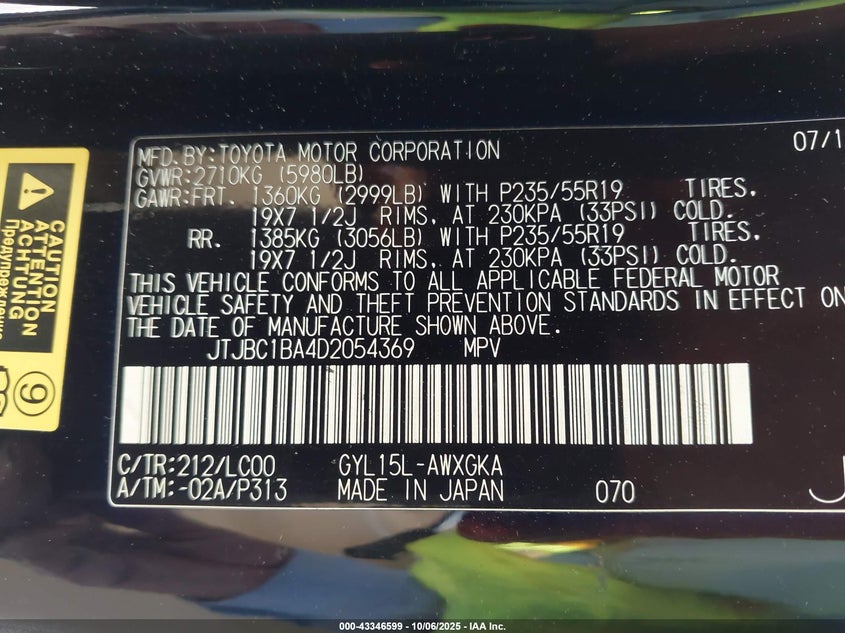 MFD.BY:TOYOTA MOTOR CORPORATION 07/1
GVWR:2710KG (5980LB)
GAWR:FRT. 1360KG (2999LB) WITH P235/55R19 TIRES,
19X7 1/2J RIMS, AT 230KPA (33PSI) COLD.
RR. 1385KG (3056LB) WITH P235/55R19 TIRES,
19X7 1/2J RIMS, AT 230KPA (33PSI) COLD.
THIS VEHICLE CONFORMS TO ALL APPLICABLE FEDERAL MOTOR
VEHICLE SAFETY AND THEFT PREVENTION STANDARDS IN EFFECT ON
THE DATE OF MANUFACTURE SHOWN ABOVE.
JTJBC1BA4D2054369 MPV
C/TR:212/LC00 GYL15L-AWXGKA
A/TM:-02A/P313 MADE IN JAPAN 070
J
CAUTION
ATTENTION
ACHTUNG
Предупреждение
9
000-43346599 - 10/06/2025 - IAA Inc.